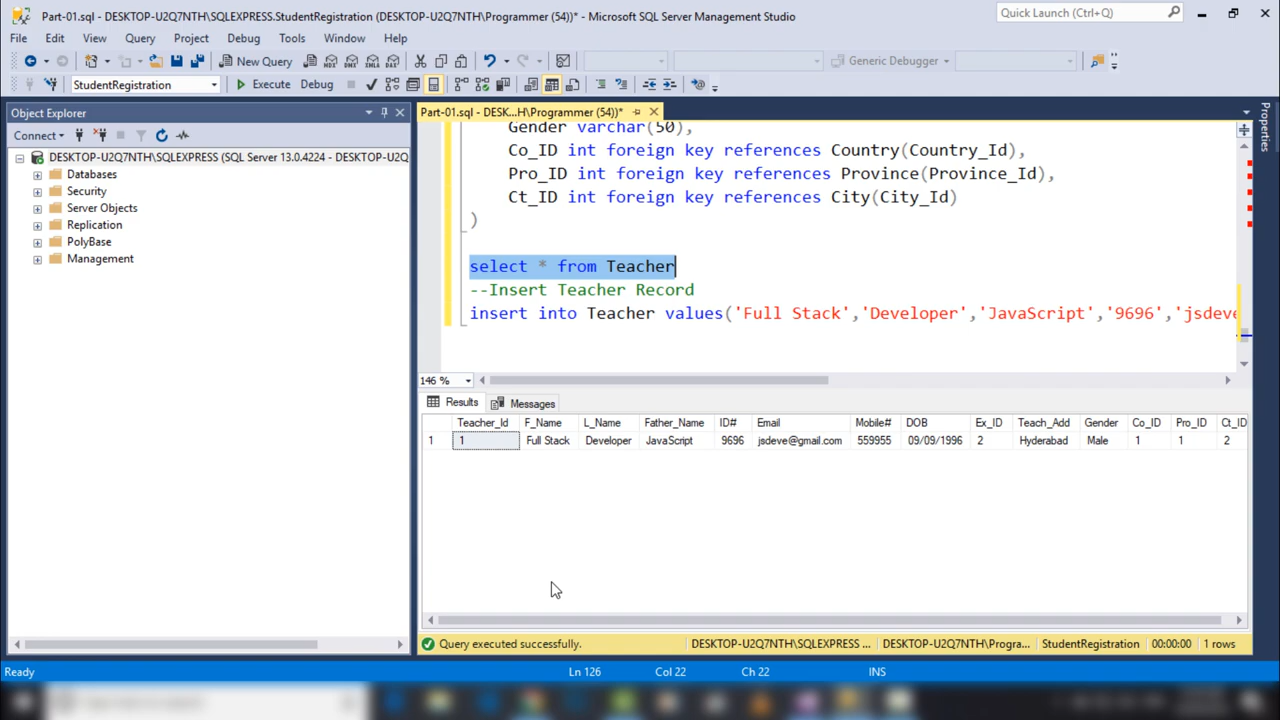 Part-01.sql - DESKTOP-U2Q7NTH\SQLEXPRESS.StudentRegistration (DESKTOP-U2Q7NTH\Programmer (54))* - Microsoft SQL Server Management Studio
Quick Launch (Ctrl+Q)
File Edit View Query Project Debug Tools Window Help
New Query
Generic Debugger
StudentRegistration
Execute Debug
Object Explorer
Connect
DESKTOP-U2Q7NTH\SQLEXPRESS (SQL Server 13.0.4224 - DESKTOP-U2Q
Databases
Security
Server Objects
Replication
PolyBase
Management
Part-01.sql - DESK...H\Programmer (54))*
Properties
Gender varchar(50),
Co_ID int foreign key references Country(Country_Id),
Pro_ID int foreign key references Province(Province_Id),
Ct_ID int foreign key references City(City_Id)
)
select * from Teacher
--Insert Teacher Record
insert into Teacher values('Full Stack','Developer','JavaScript','9696','jsdeve
146 %
Results Messages
Teacher_Id F_Name L_Name Father_Name ID# Email Mobile# DOB Ex_ID Teach_Add Gender Co_ID Pro_ID Ct_ID
1 1 Full Stack Developer JavaScript 9696 jsdeve@gmail.com 559955 09/09/1996 2 Hyderabad Male 1 1 2
Query executed successfully. DESKTOP-U2Q7NTH\SQLEXPRESS ... DESKTOP-U2Q7NTH\Progra... StudentRegistration 00:00:00 1 rows
Ready Ln 126 Col 22 Ch 22 INS